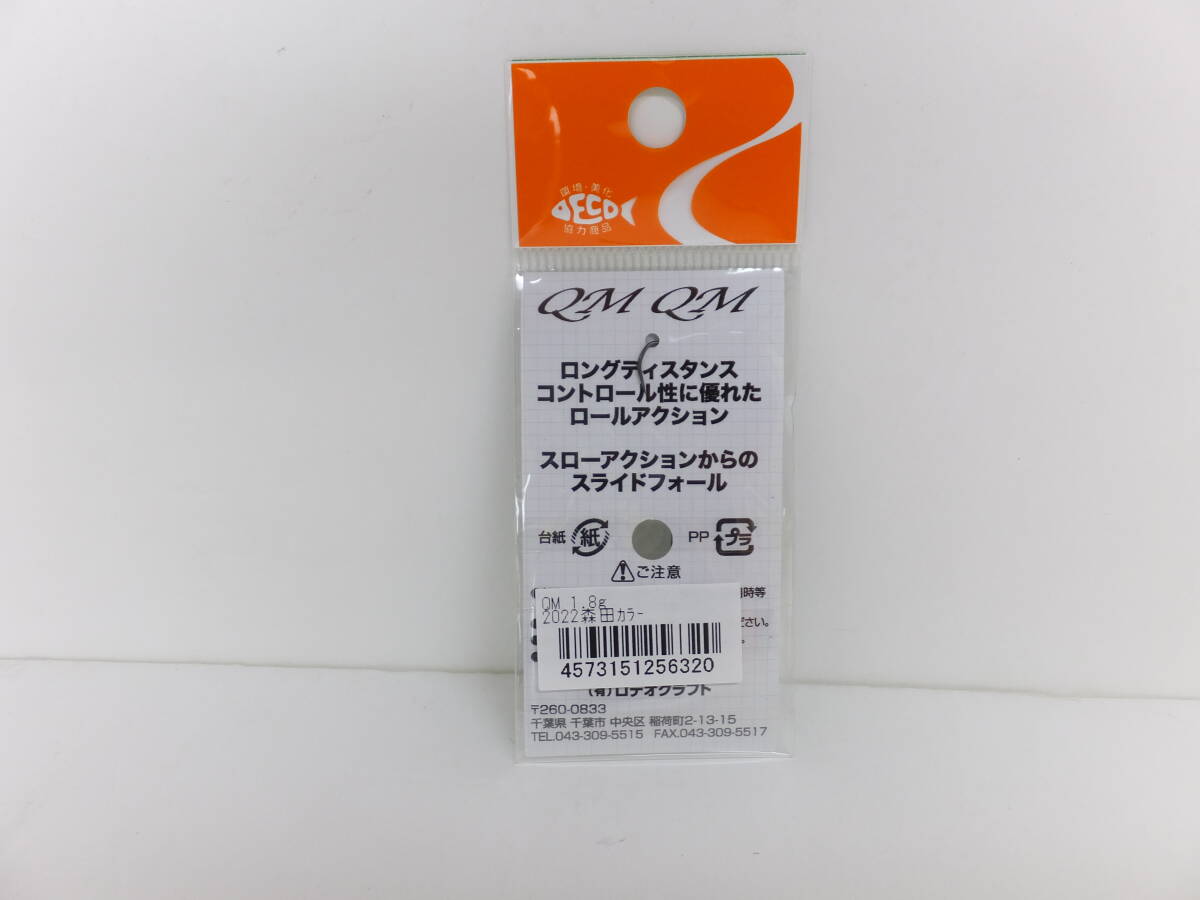 環境・美化
DECO
協力商品
QM QM
ロングディスタンス
コントロール性に優れた
ロールアクション
スローアクションからの
スライドフォール
台紙 紙 PP プラ
ご注意
時等
QM 1.8g
2022森田カラー
ださい。
4573151256320
(有)ロデオクラフト
〒260-0833
千葉県 千葉市 中央区 稲荷町2-13-15
TEL.043-309-5515 FAX.043-309-5517